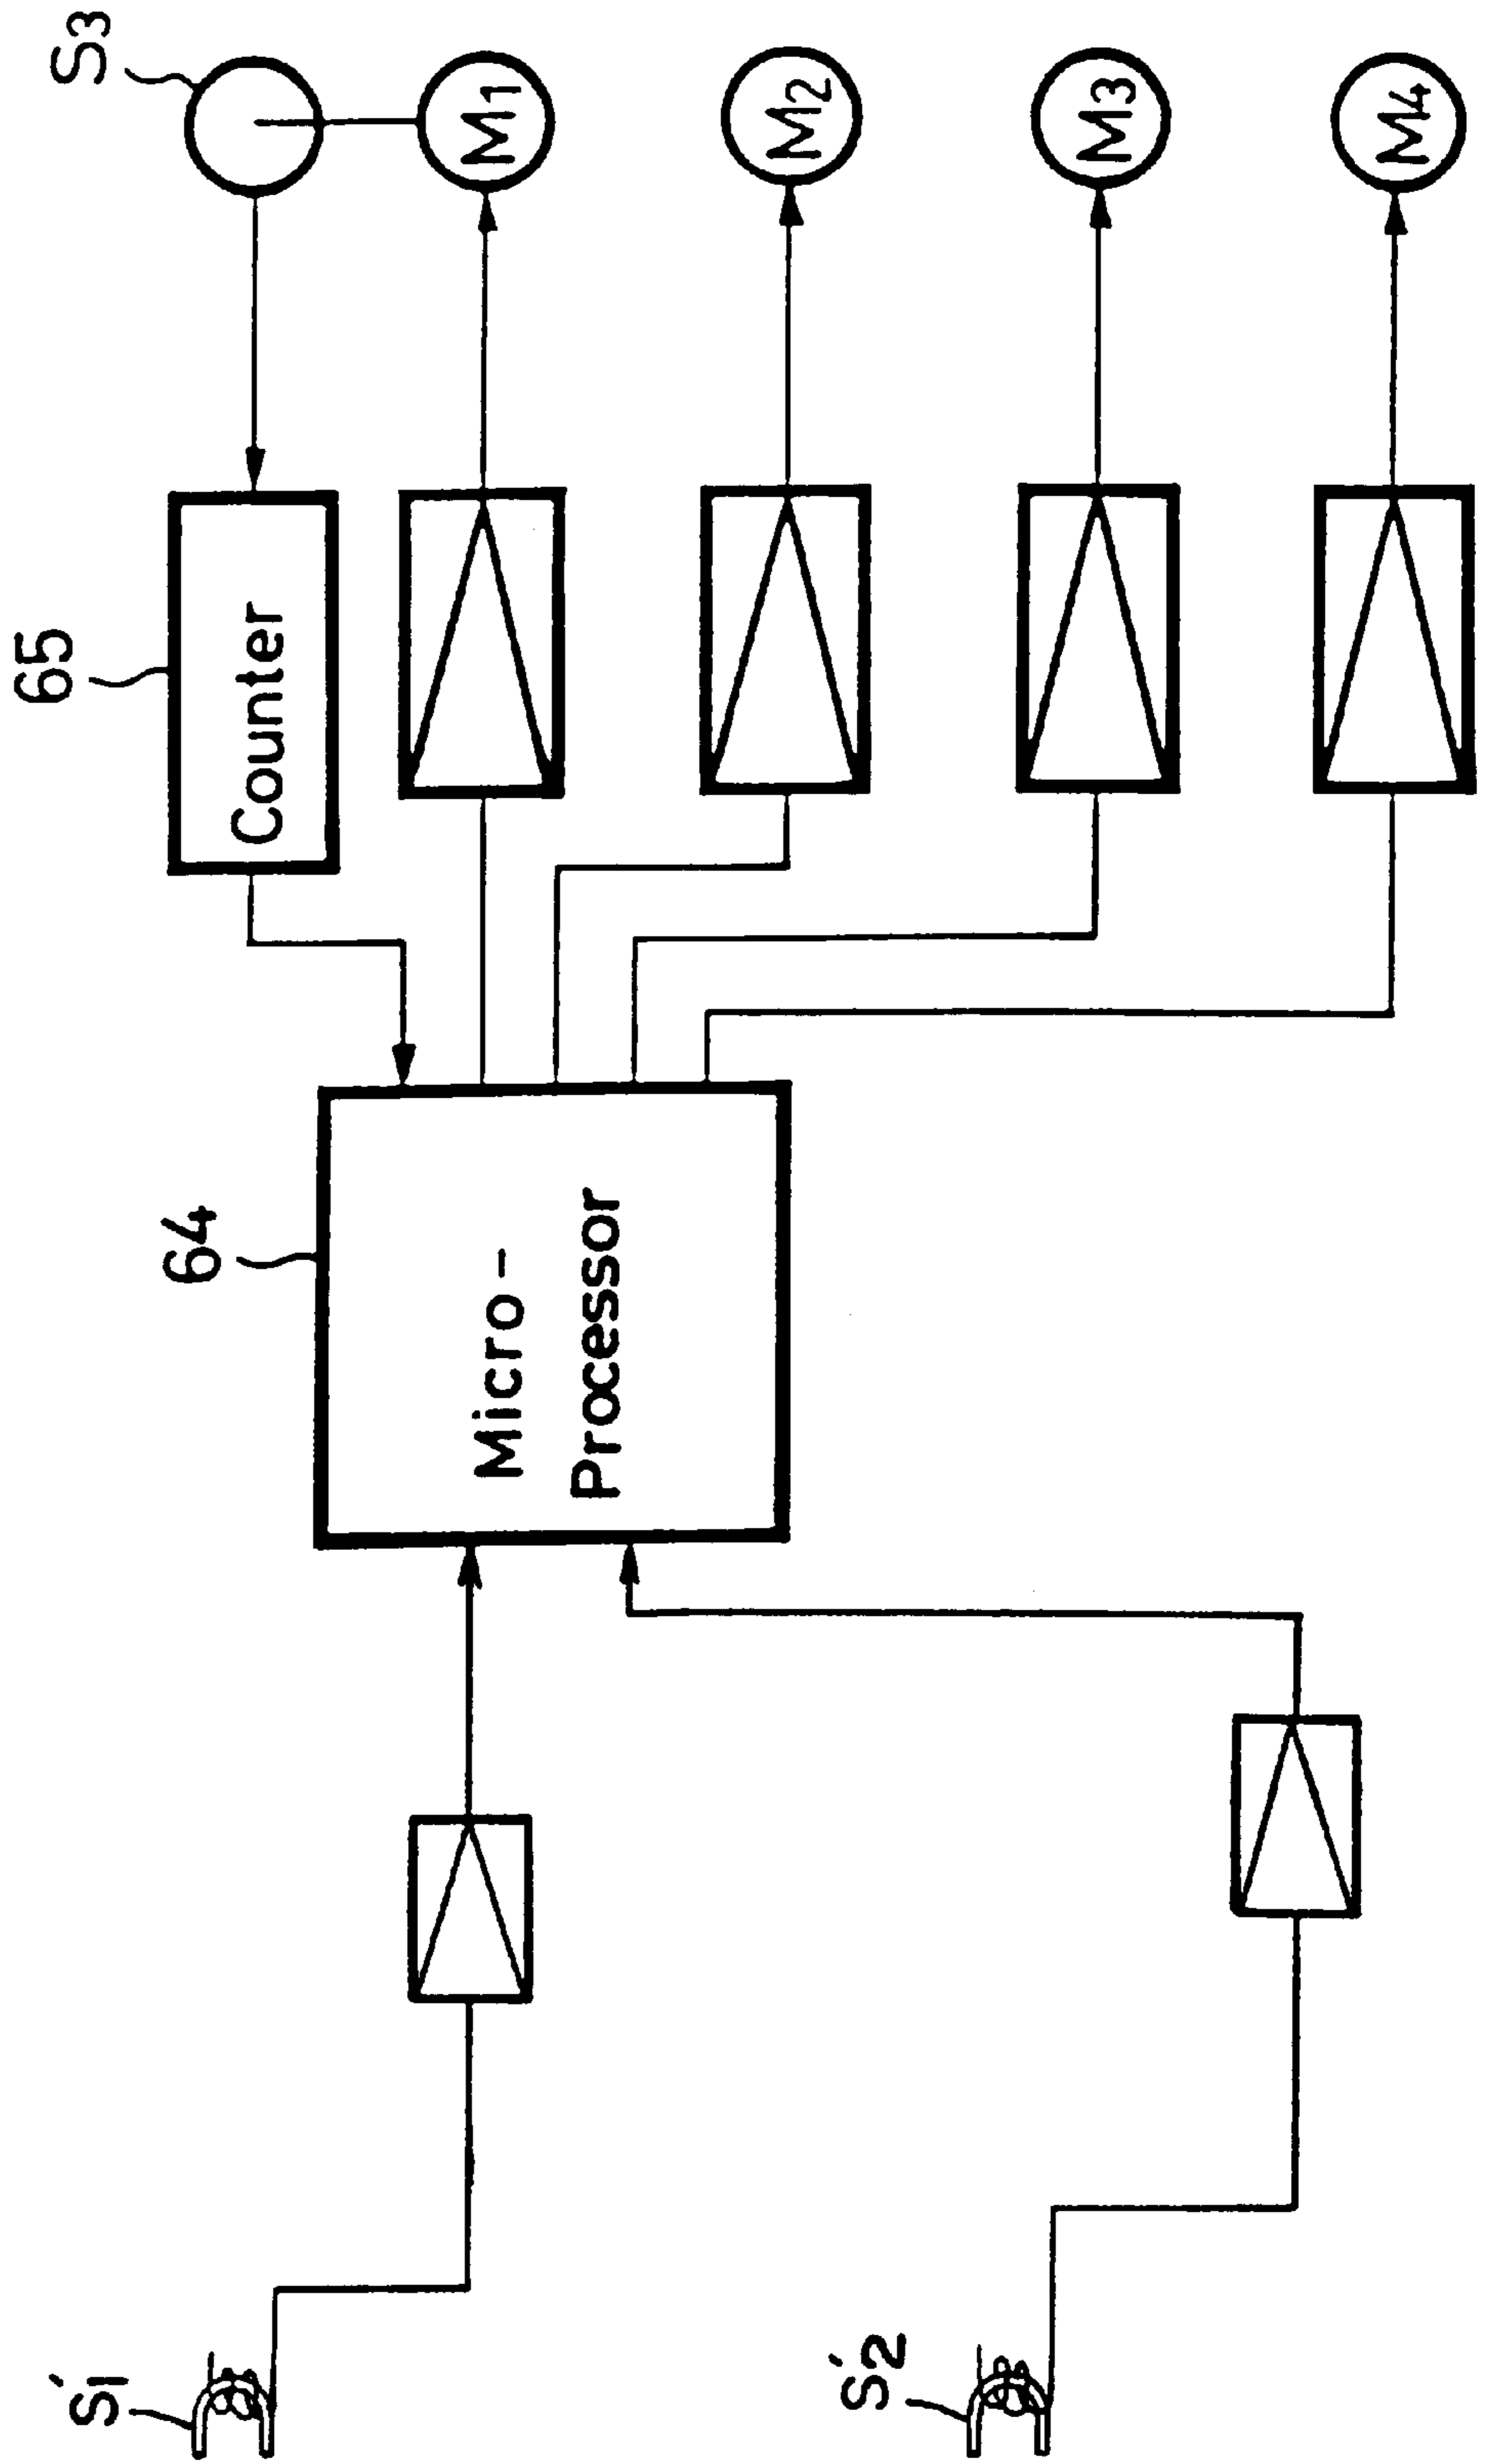 S'1
S'2
64
Micro-
Processor
65
Counter
S3
M1
M2
M3
M4